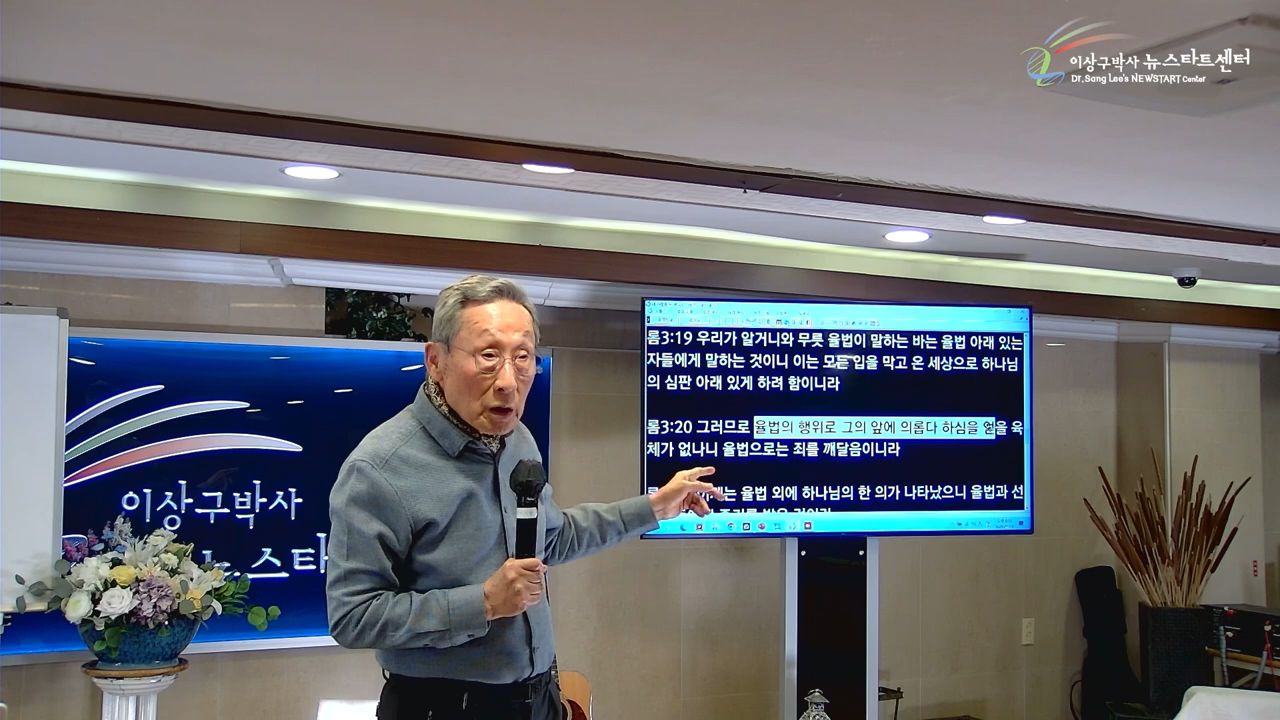 이상구박사 뉴스타트센터
Dr. Sang Lee's NEWSTART Center
롬3:19 우리가 알거니와 무릇 율법이 말하는 바는 율법 아래 있는
자들에게 말하는 것이니 이는 모든 입을 막고 온 세상으로 하나님
의 심판 아래 있게 하려 함이니라
롬3:20 그러므로 율법의 행위로 그의 앞에 의롭다 하심을 얻을 육
체가 없나니 율법으로는 죄를 깨달음이니라
율법 외에 하나님의 한 의가 나타났으니 율법과 선
이상구박사
뉴스타